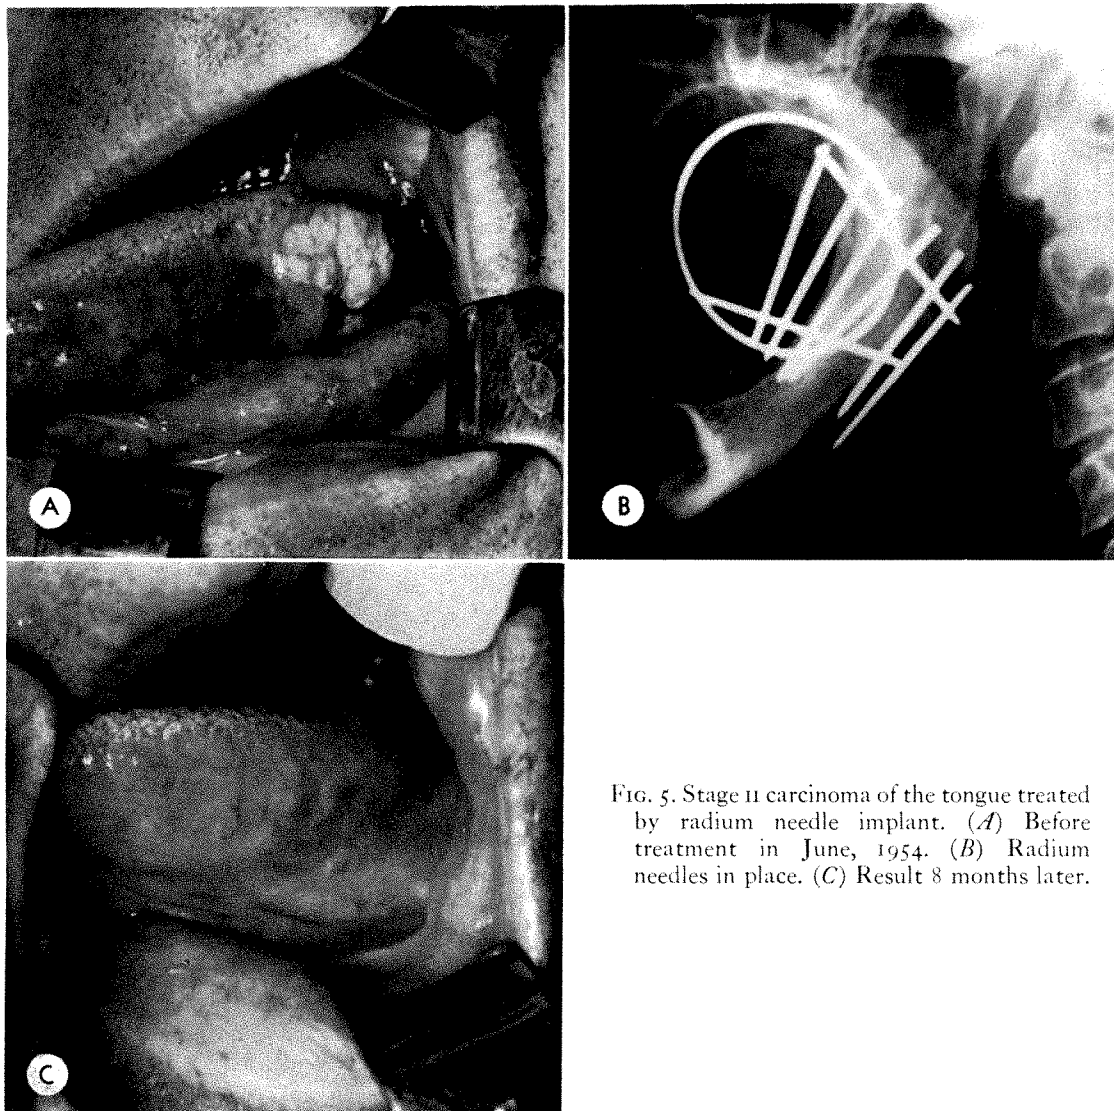 A
B
C
FIG. 5. Stage II carcinoma of the tongue treated
by radium needle implant. (A) Before
treatment in June, 1954. (B) Radium
needles in place. (C) Result 8 months later.